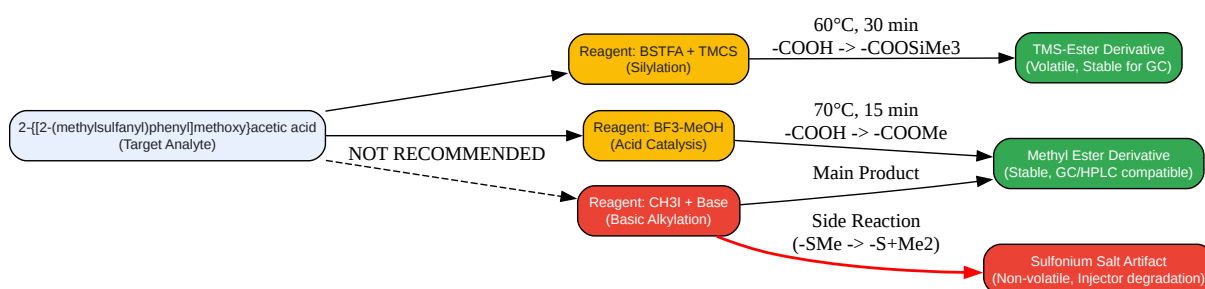 60°C, 30 min
-COOH -> -COOSiMe3
Reagent: BSTFA + TMCS
(Silylation)
TMS-Ester Derivative
(Volatile, Stable for GC)
2-{[2-(methylsulfanyl)phenyl]methoxy}acetic acid
(Target Analyte)
70°C, 15 min
-COOH -> -COOMe
Reagent: BF3-MeOH
(Acid Catalysis)
NOT RECOMMENDED
Methyl Ester Derivative
(Stable, GC/HPLC compatible)
Main Product
Reagent: CH3I + Base
(Basic Alkylation)
Side Reaction
(-SMe -> -S+Me2)
Sulfonium Salt Artifact
(Non-volatile, Injector degradation)